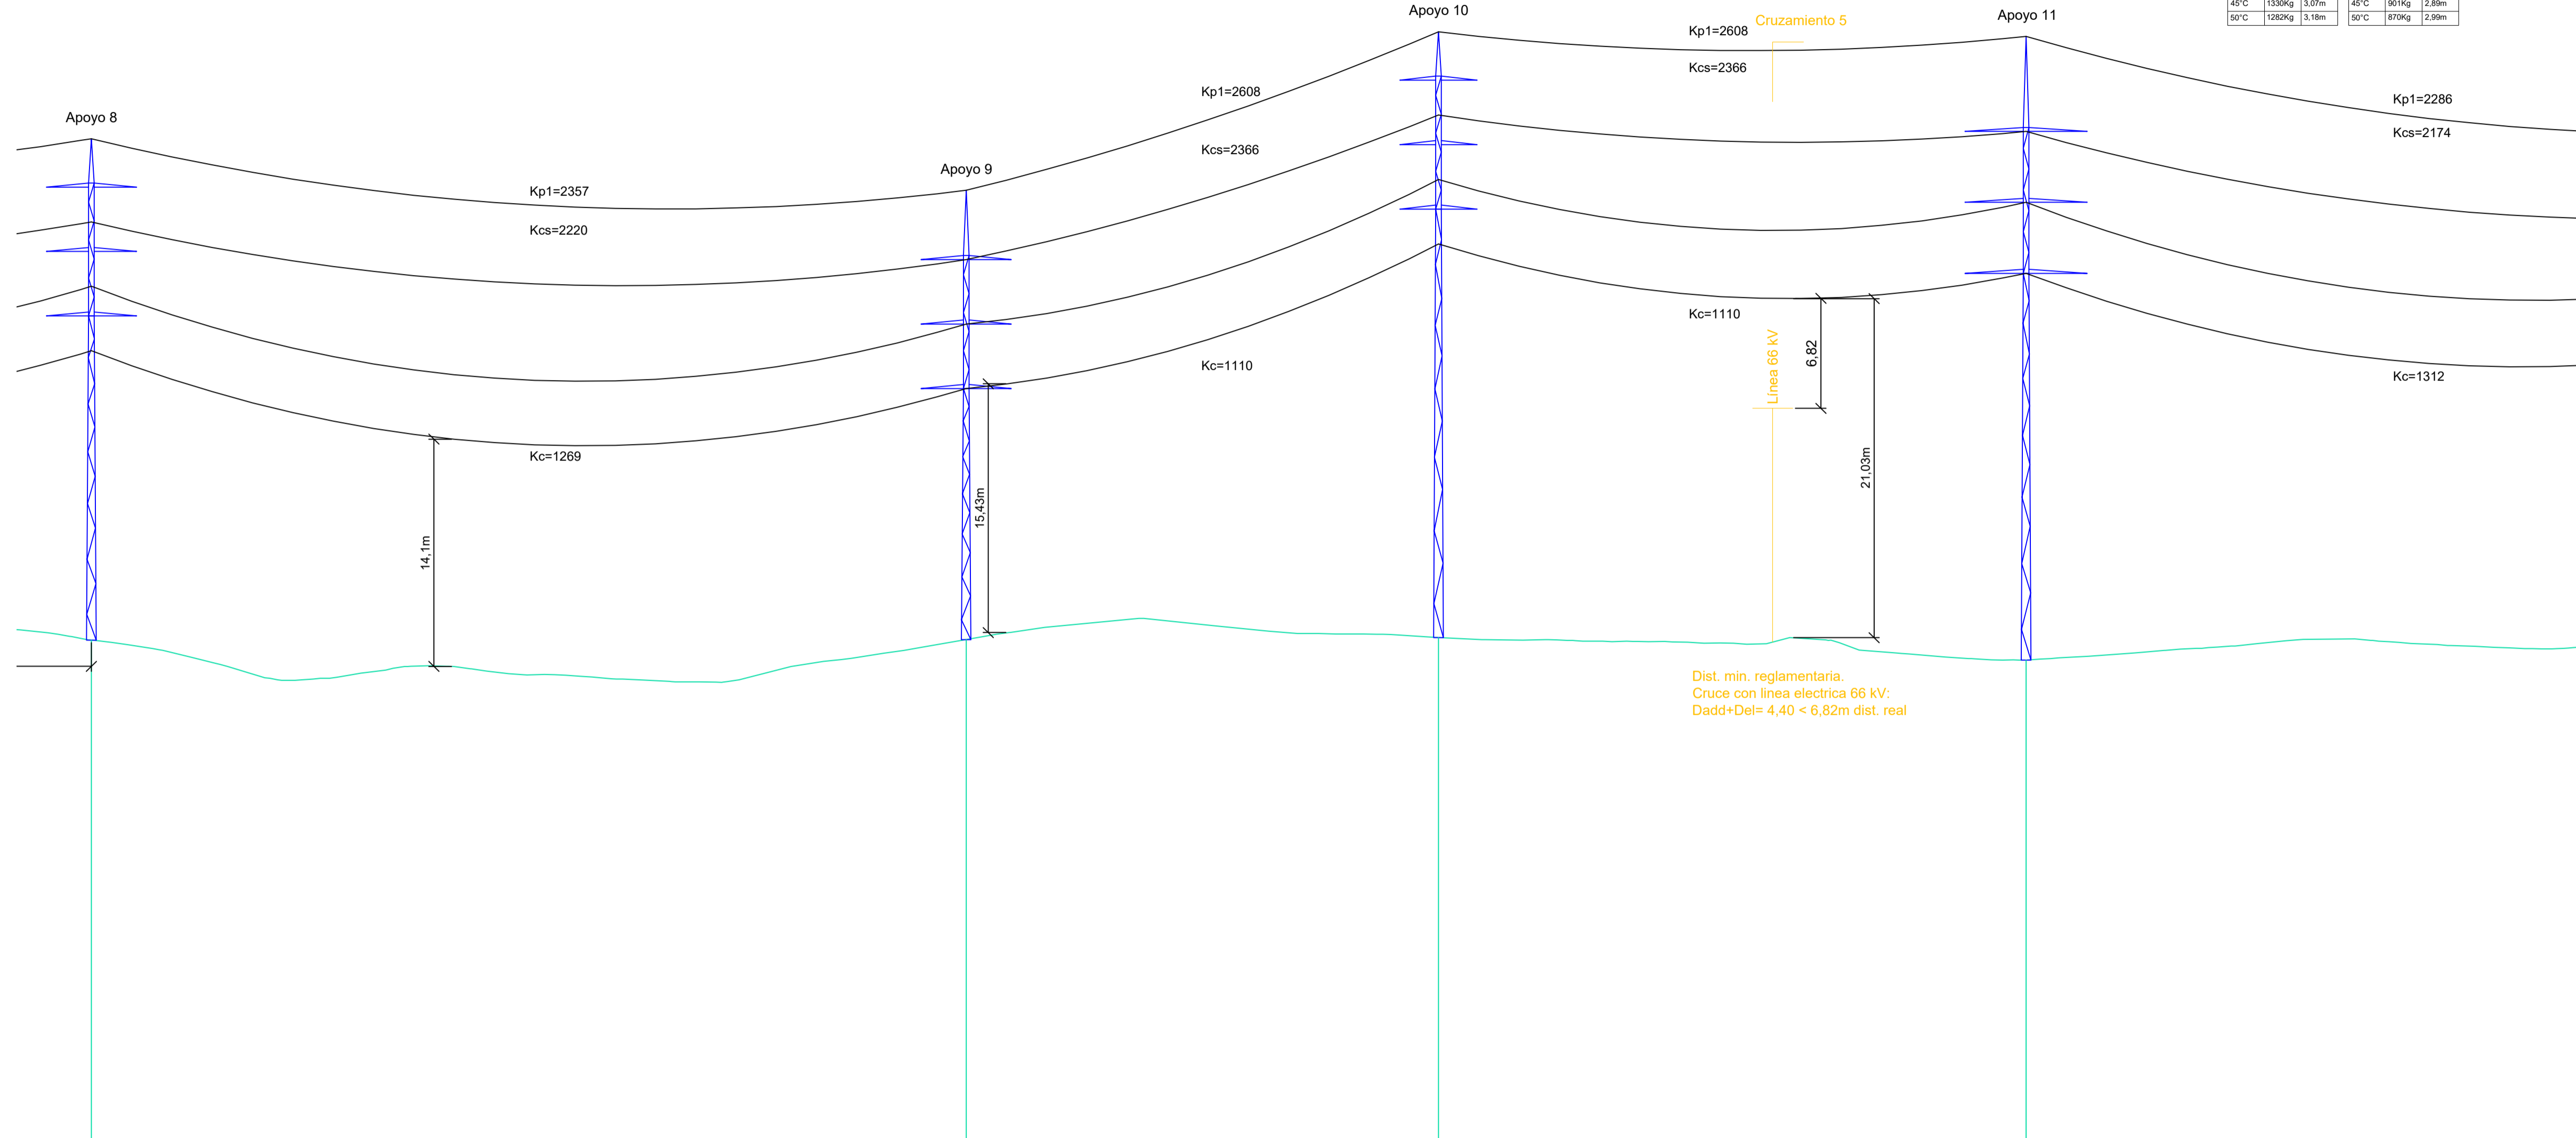 45°C 1330Kg 3,07m 45°C 901Kg 2,89m
50°C 1282Kg 3,18m 50°C 870Kg 2,99m
Apoyo 10
Apoyo 11
Cruzamiento 5
Kp1=2608
Kcs=2366
Kp1=2608
Kcs=2366
Kp1=2286
Kcs=2174
Apoyo 8
Apoyo 9
Kp1=2357
Kcs=2220
Kc=1110
Kc=1110
Línea 66 kV
6,82
21,03m
Kc=1312
Kc=1269
15,43m
14,1m
Dist. min. reglamentaria.
Cruce con linea electrica 66 kV:
Dadd+Del= 4,40 < 6,82m dist. real